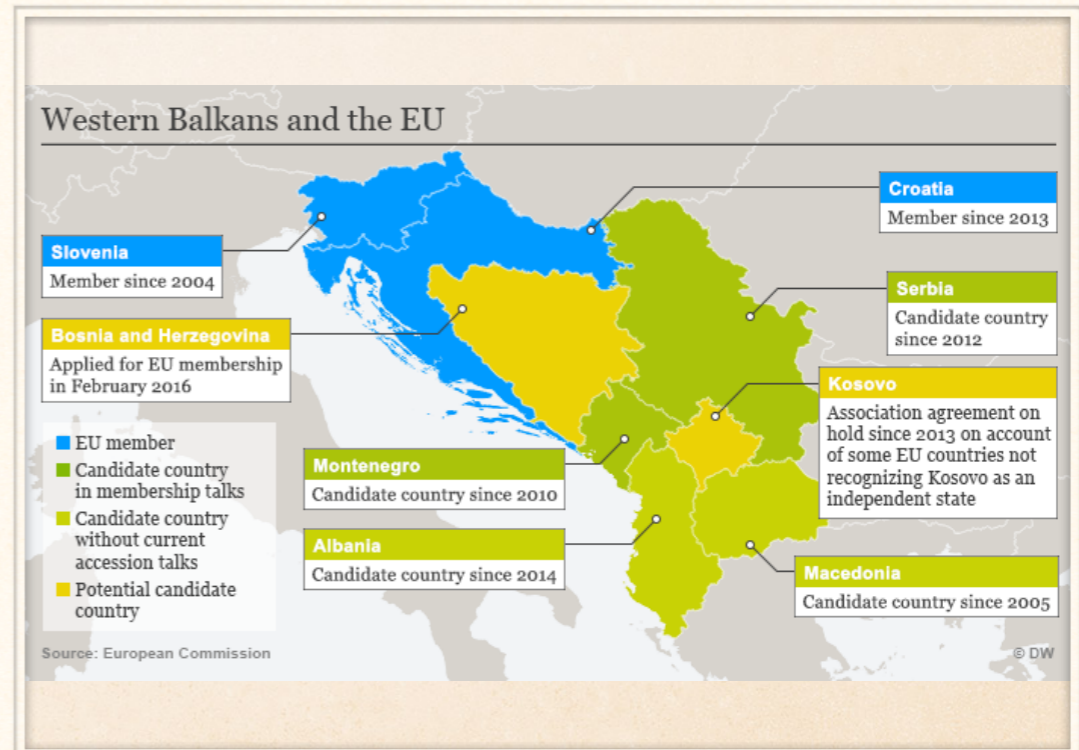 Western Balkans and the EU
Croatia
Member since 2013
Slovenia
Member since 2004
Serbia
Candidate country
since 2012
Bosnia and Herzegovina
Applied for EU membership
in February 2016
Kosovo
Association agreement on
hold since 2013 on account
of some EU countries not
recognizing Kosovo as an
independent state
EU member
Candidate country
in membership talks
Candidate country
without current
accession talks
Potential candidate
country
Montenegro
Candidate country since 2010
Albania
Candidate country since 2014
Macedonia
Candidate country since 2005
Source: European Commission
© DW